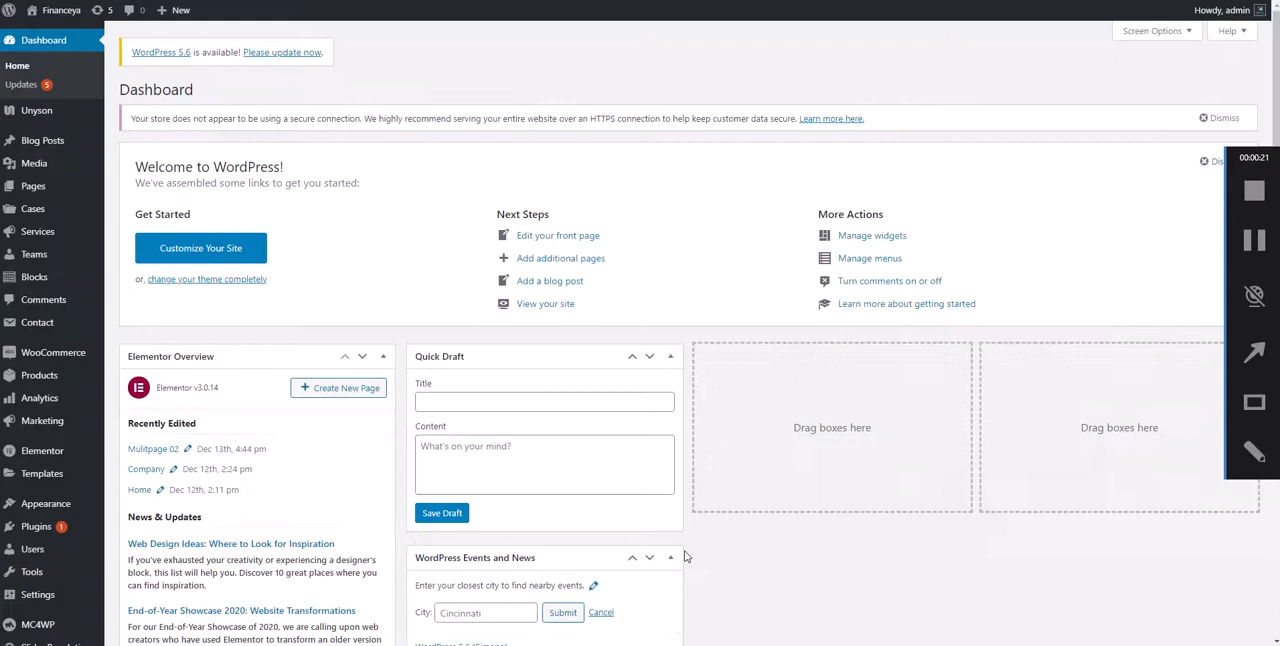 Financeya 5 0 New
Howdy, admin
Dashboard
Home
Updates 5
Unyson
Blog Posts
Media
Pages
Cases
Services
Teams
Blocks
Comments
Contact
WooCommerce
Products
Analytics
Marketing
Elementor
Templates
Appearance
Plugins 1
Users
Tools
Settings
MC4WP
Screen Options Help
WordPress 5.6 is available! Please update now.
Dashboard
Your store does not appear to be using a secure connection. We highly recommend serving your entire website over an HTTPS connection to help keep customer data secure. Learn more here.
Dismiss
Welcome to WordPress!
We've assembled some links to get you started:
Get Started
Customize Your Site
or, change your theme completely
Next Steps
Edit your front page
Add additional pages
Add a blog post
View your site
More Actions
Manage widgets
Manage menus
Turn comments on or off
Learn more about getting started
00:00:21
Elementor Overview
Elementor v3.0.14
Create New Page
Recently Edited
Mulitpage 02 Dec 13th, 4:44 pm
Company Dec 12th, 2:24 pm
Home Dec 12th, 2:11 pm
News & Updates
Web Design Ideas: Where to Look for Inspiration
If you've exhausted your creativity or experiencing a designer's
block, this list will help you. Discover 10 great places where you
can find inspiration.
End-of-Year Showcase 2020: Website Transformations
For our End-of-Year Showcase of 2020, we are calling upon web
creators who have used Elementor to transform an older version
Quick Draft
Title
Content
What's on your mind?
Save Draft
WordPress Events and News
Enter your closest city to find nearby events.
City: Cincinnati Submit Cancel
Drag boxes here
Drag boxes here